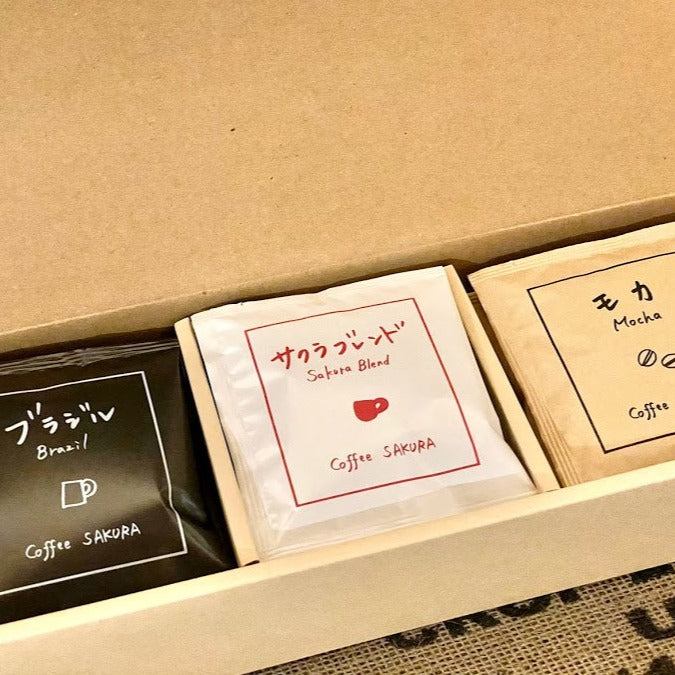 ブラジル
Brazil
Coffee SAKURA
サクラブレンド
Sakura Blend
Coffee SAKURA
モカ
Mocha
Coffee